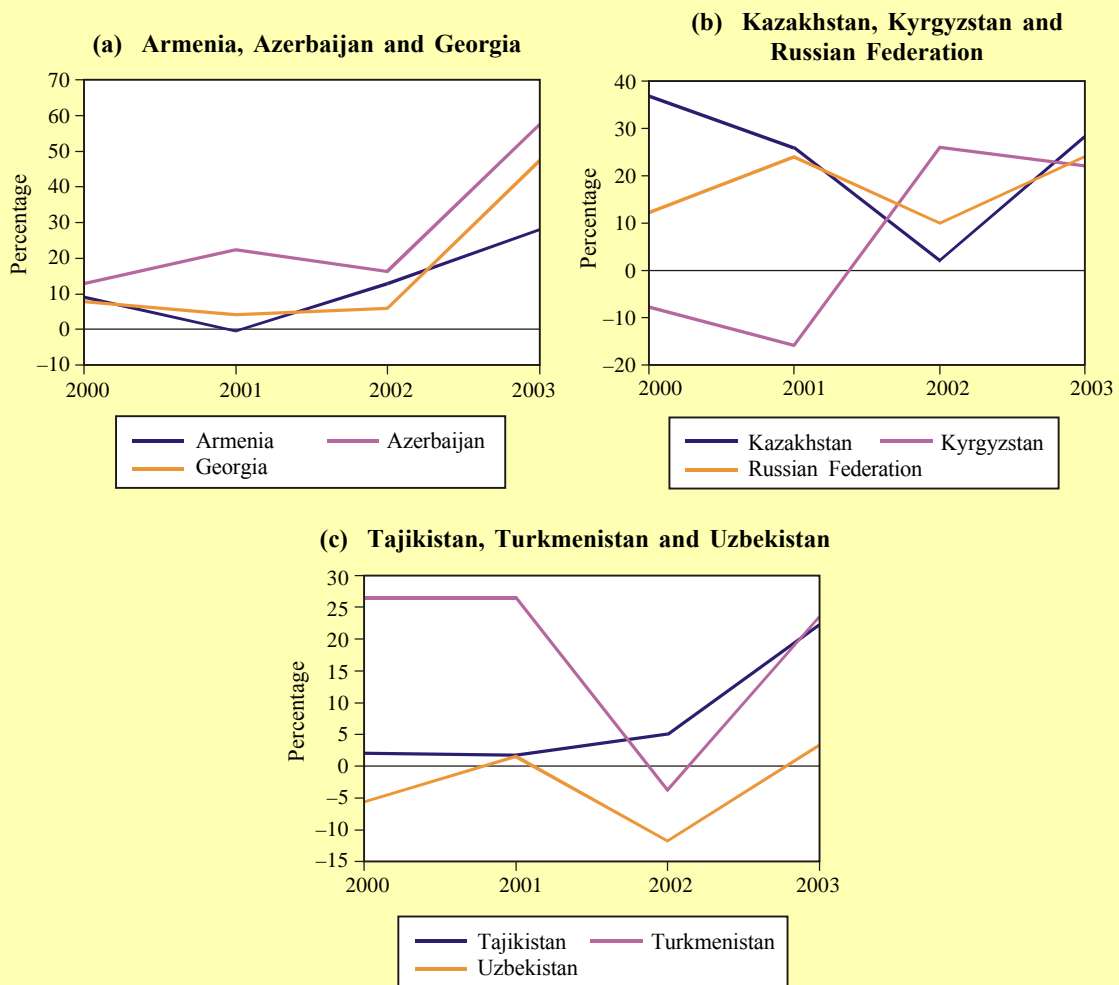 (a) Armenia, Azerbaijan and Georgia
Percentage
70
60
50
40
30
20
10
0
–10
2000 2001 2002 2003
Armenia Azerbaijan
Georgia
(b) Kazakhstan, Kyrgyzstan and
Russian Federation
Percentage
40
30
20
10
0
–10
–20
2000 2001 2002 2003
Kazakhstan Kyrgyzstan
Russian Federation
(c) Tajikistan, Turkmenistan and Uzbekistan
Percentage
30
25
20
15
10
5
0
–5
–10
–15
2000 2001 2002 2003
Tajikistan Turkmenistan
Uzbekistan